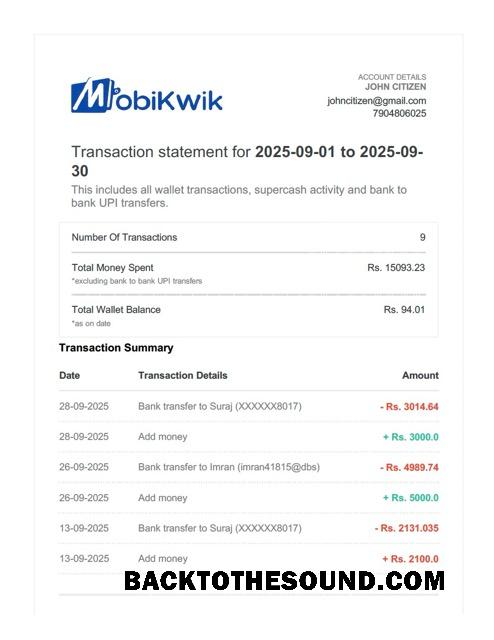 MobiKwik
ACCOUNT DETAILS
JOHN CITIZEN
johncitizen@gmail.com
7904806025
Transaction statement for 2025-09-01 to 2025-09-
30
This includes all wallet transactions, supercash activity and bank to
bank UPI transfers.
Number Of Transactions 9
Total Money Spent Rs. 15093.23
*excluding bank to bank UPI transfers
Total Wallet Balance Rs. 94.01
*as on date
Transaction Summary
Date Transaction Details Amount
28-09-2025 Bank transfer to Suraj (XXXXXX8017) - Rs. 3014.64
28-09-2025 Add money + Rs. 3000.0
26-09-2025 Bank transfer to Imran (imran41815@dbs) - Rs. 4989.74
26-09-2025 Add money + Rs. 5000.0
13-09-2025 Bank transfer to Suraj (XXXXXX8017) - Rs. 2131.035
13-09-2025 Add money + Rs. 2100.0
BACKTOTHESOUND.COM